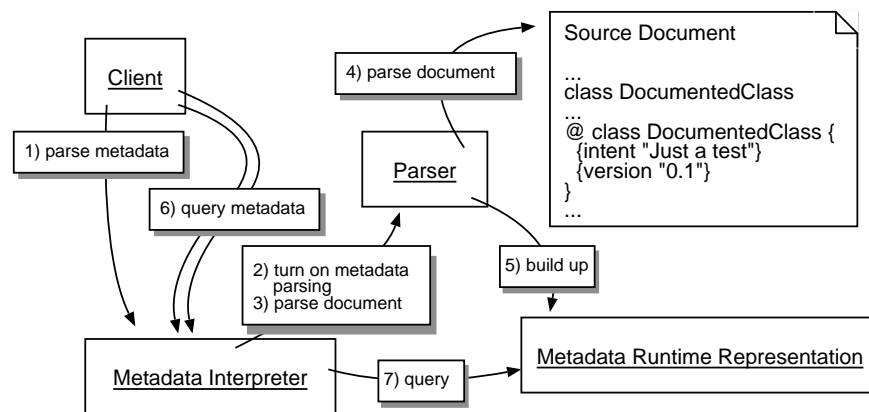 Client
1) parse metadata
6) query metadata
2) turn on metadata
parsing
3) parse document
Metadata Interpreter
4) parse document
Parser
5) build up
7) query
Metadata Runtime Representation
Source Document
...
class DocumentedClass
...
@ class DocumentedClass {
{intent "Just a test"}
{version "0.1"}
}
...